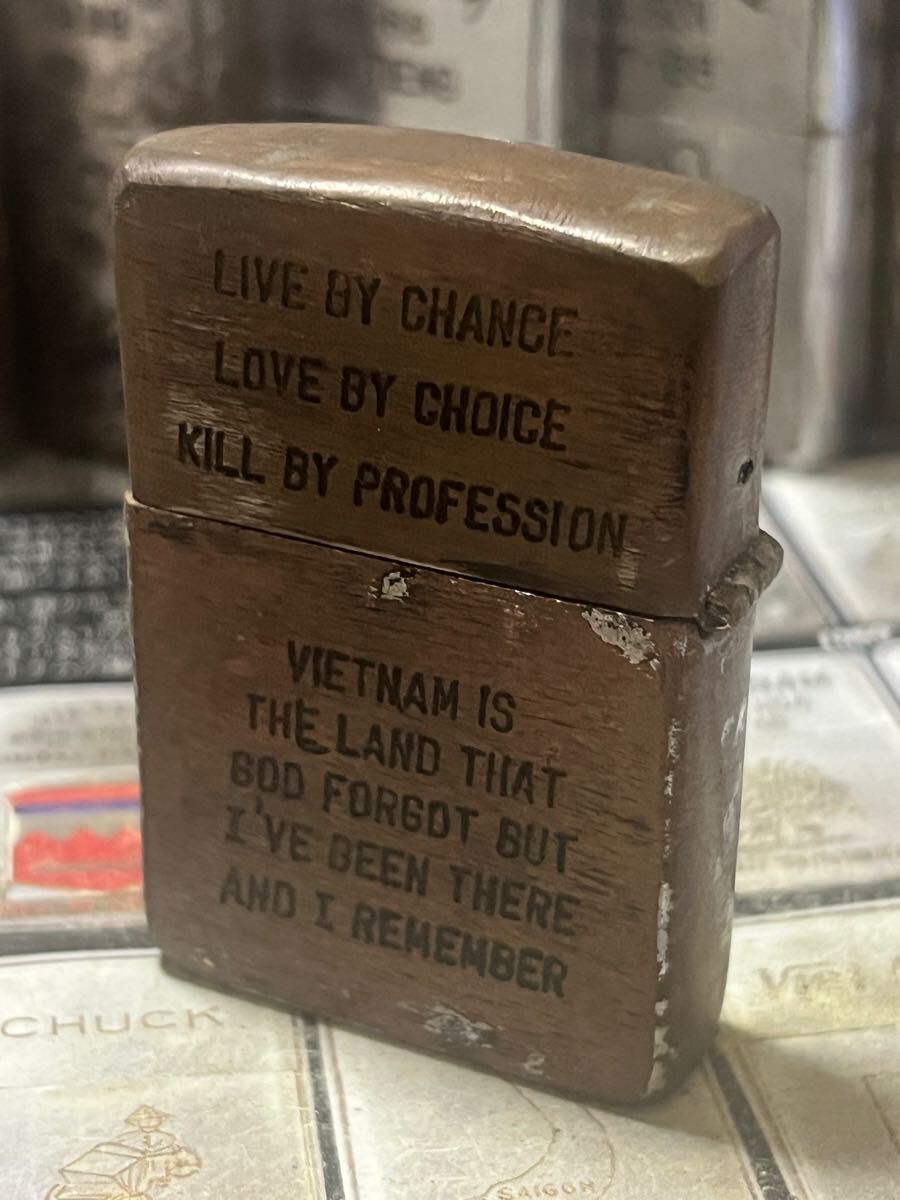 LIVE BY CHANCE
LOVE BY CHOICE
KILL BY PROFESSION
VIETNAM IS
THE LAND THAT
GOD FORGOT BUT
I'VE BEEN THERE
AND I REMEMBER
CHUCK
SAIGON